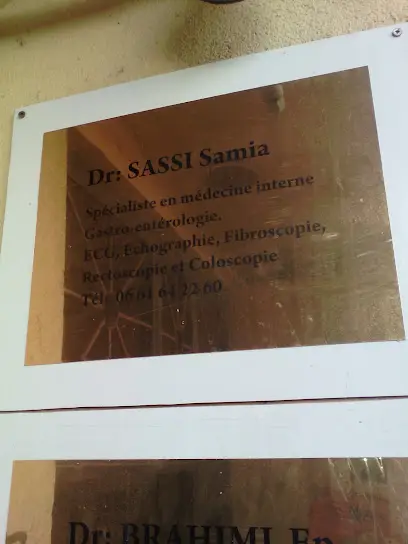 Dr: SASSI Samia
Spécialiste en médecine interne
Gastro-entérologie.
ECG, Echographie, Fibroscopie,
Rectoscopie et Coloscopie
Tél: 06 61 64 22 60
Dr: BRAHIMI